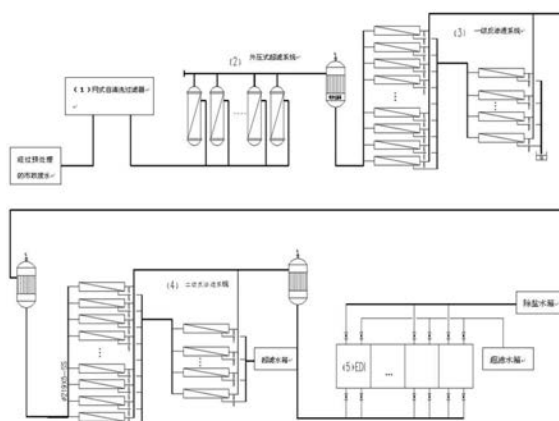 (2) 外压式超滤系统
(3) 一级反渗透系统
(1)网式自清洗过滤器
经过预处理
的市政废水
(4) 二级反渗透系统
除盐水箱
超滤水箱
超滤水箱
(5)EDI
...